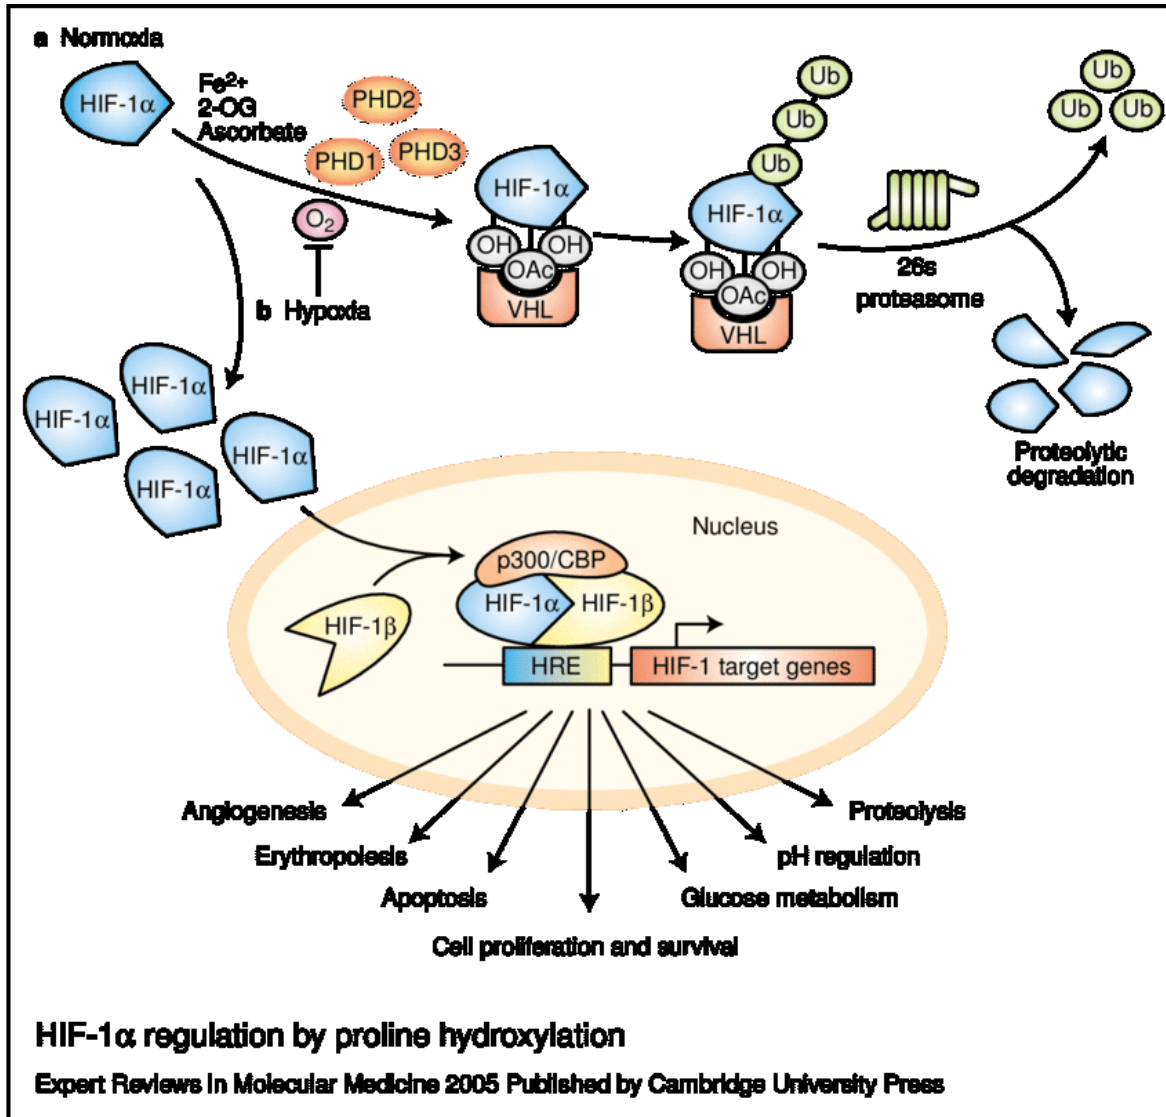 a Normoxia
HIF-1α
Fe²⁺
2-OG
Ascorbate
PHD2
PHD1
PHD3
O₂
b Hypoxia
HIF-1α
OH
OH
OAc
VHL
Ub
Ub
Ub
HIF-1α
OH
OH
OAc
VHL
26s
proteasome
Ub
Ub
Ub
Proteolytic
degradation
HIF-1α
HIF-1α
HIF-1α
HIF-1α
Nucleus
p300/CBP
HIF-1α
HIF-1β
HIF-1β
HRE
HIF-1 target genes
Angiogenesis
Erythropoiesis
Apoptosis
Cell proliferation and survival
Glucose metabolism
pH regulation
Proteolysis
HIF-1α regulation by proline hydroxylation
Expert Reviews in Molecular Medicine 2005 Published by Cambridge University Press